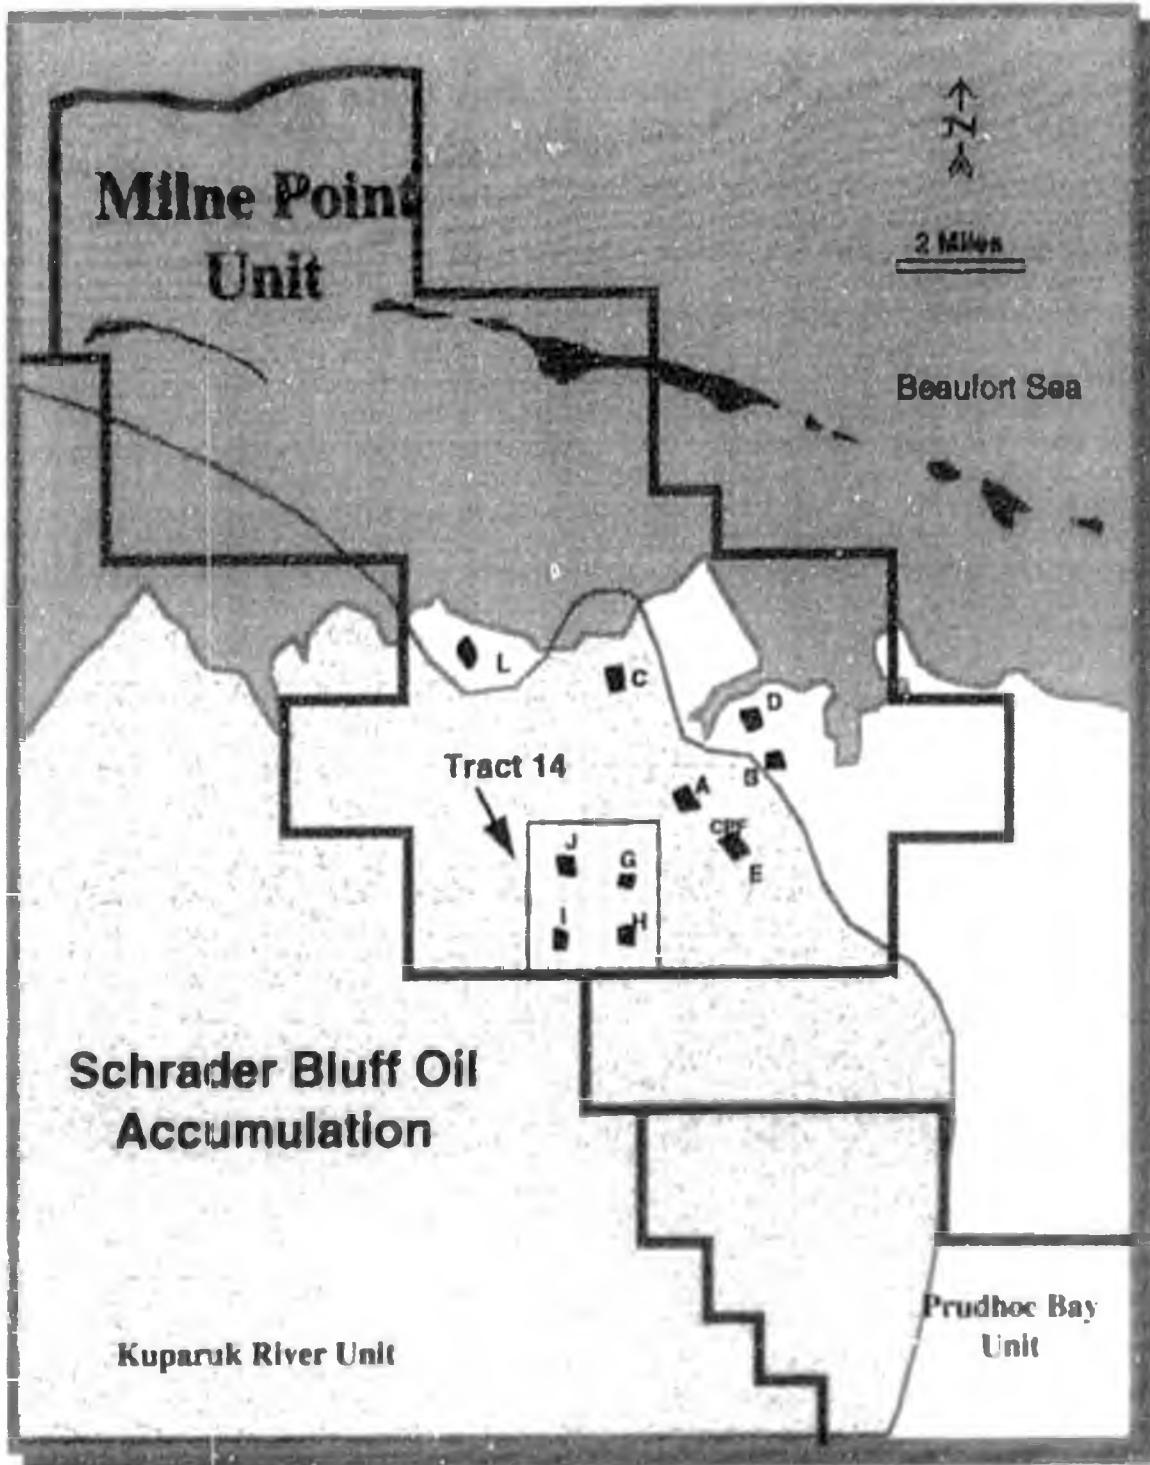 Milne Point
Unit
N
2 Miles
Beaufort Sea
L
C
D
B
Tract 14
A
CPF
J
G
E
I
H
Schrader Bluff Oil
Accumulation
Prudhoe Bay
Unit
Kuparuk River Unit